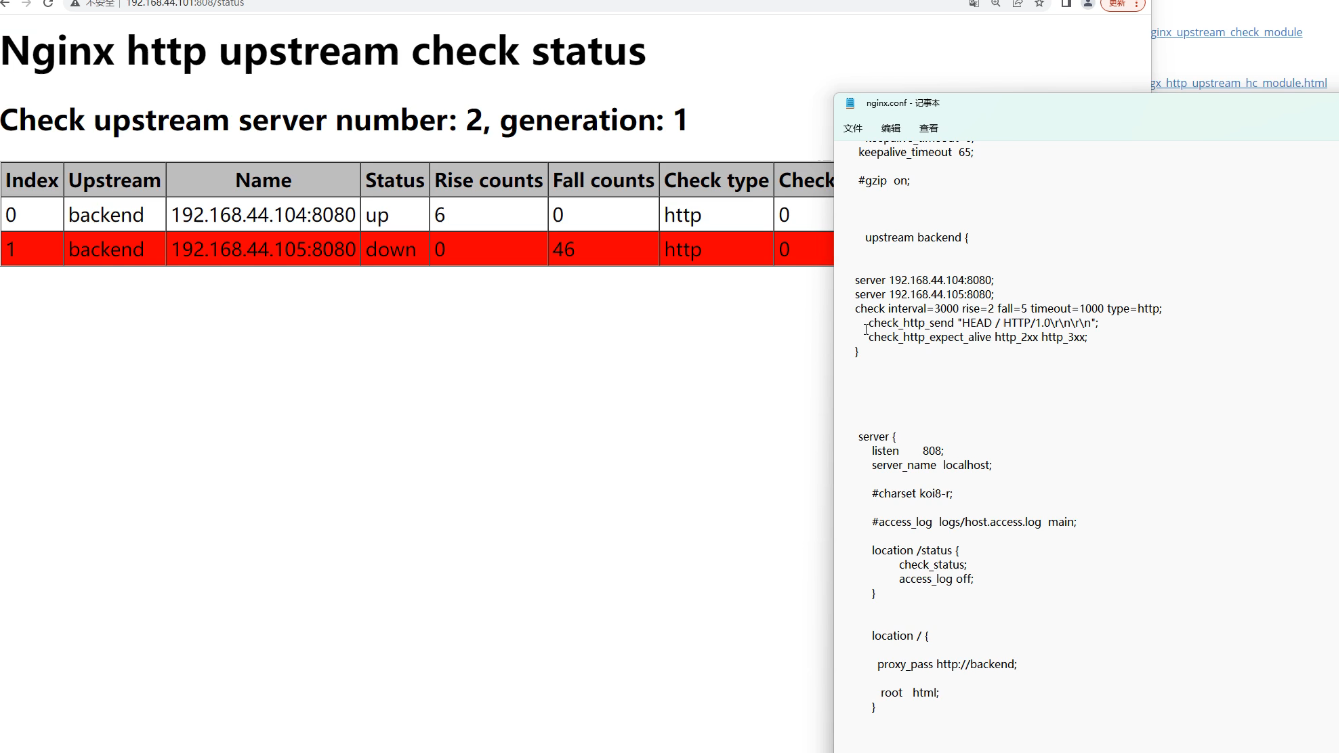 不安全 | 192.168.44.101:808/status
更新
Nginx http upstream check status
Check upstream server number: 2, generation: 1
Index Upstream Name Status Rise counts Fall counts Check type Check
0 backend 192.168.44.104:8080 up 6 0 http 0
1 backend 192.168.44.105:8080 down 0 46 http 0
nginx_upstream_check_module
gx_http_upstream_hc_module.html
nginx.conf - 记事本
文件 编辑 查看
keepalive_timeout 65;
#gzip on;
upstream backend {
server 192.168.44.104:8080;
server 192.168.44.105:8080;
check interval=3000 rise=2 fall=5 timeout=1000 type=http;
check_http_send "HEAD / HTTP/1.0\r\n\r\n";
check_http_expect_alive http_2xx http_3xx;
}
server {
listen 808;
server_name localhost;
#charset koi8-r;
#access_log logs/host.access.log main;
location /status {
check_status;
access_log off;
}
location / {
proxy_pass http://backend;
root html;
}